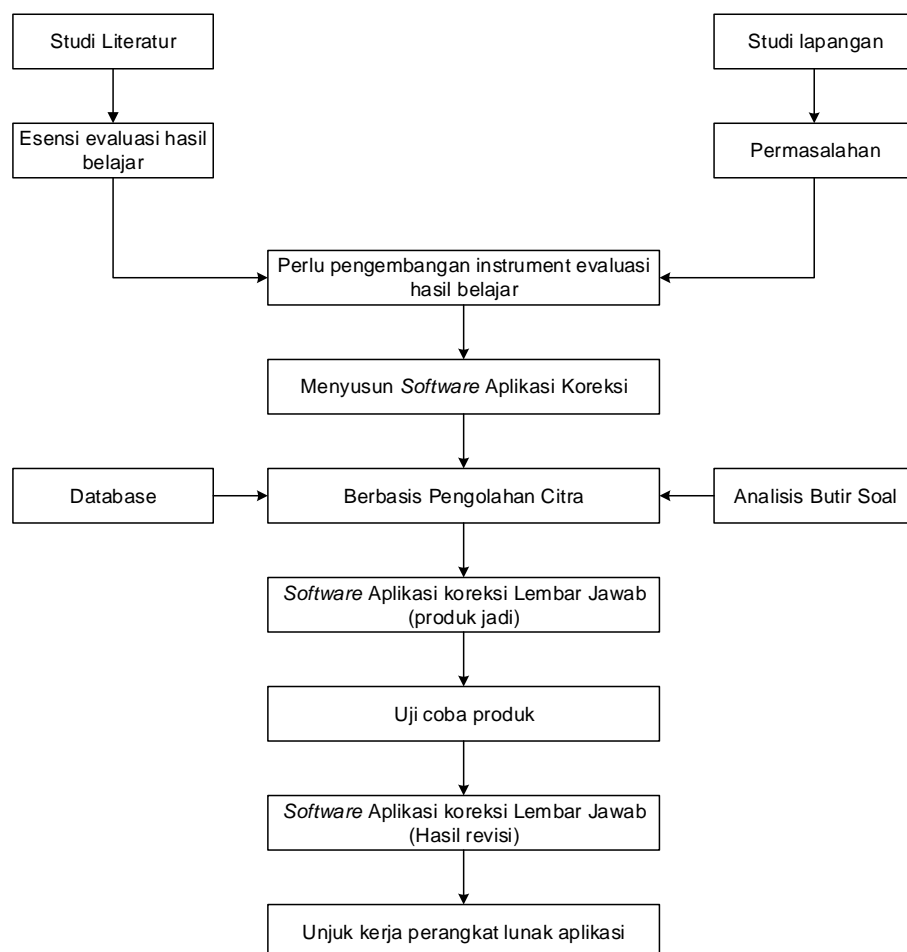 Studi Literatur
Studi lapangan
Esensi evaluasi hasil
belajar
Permasalahan
Perlu pengembangan instrument evaluasi
hasil belajar
Menyusun Software Aplikasi Koreksi
Database
Berbasis Pengolahan Citra
Analisis Butir Soal
Software Aplikasi koreksi Lembar Jawab
(produk jadi)
Uji coba produk
Software Aplikasi koreksi Lembar Jawab
(Hasil revisi)
Unjuk kerja perangkat lunak aplikasi